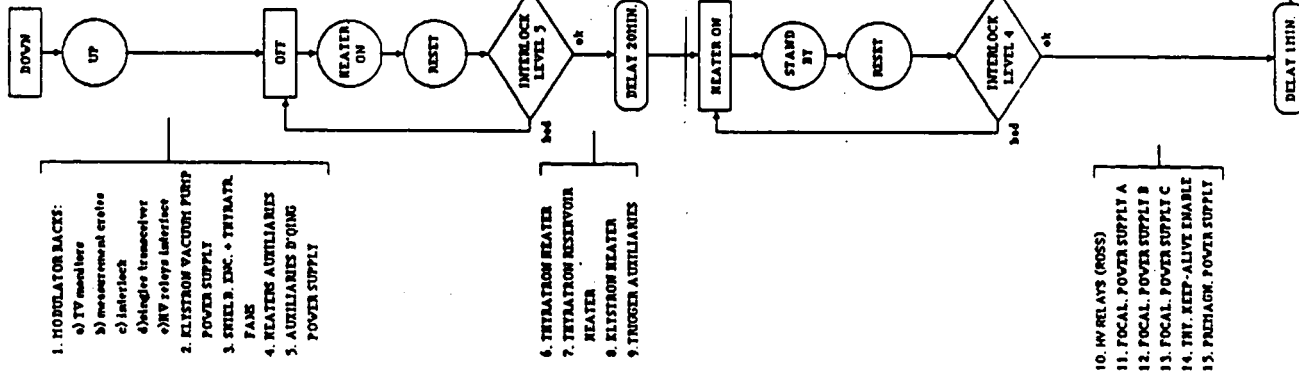 DOWN
UP
OFF
HEATER
ON
RESET
INTERLOCK
LEVEL 5
ok
bad
DELAY 20MIN.
HEATER ON
STAND
BY
RESET
INTERLOCK
LEVEL 4
ok
bad
DELAY 1MIN.
1. MODULATOR RACKS:
a) TV monitors
b) measurement crates
c) interlock
d)singles transceiver
e)HV relays interface
2. KLYSTRON VACUUM PUMP
POWER SUPPLY
3. SHIELD. ENC. + THYRATR.
FANS
4. HEATERS AUXILIARIES
5. AUXILIARIES D'QING
POWER SUPPLY
6. THYRATRON HEATER
7. THYRATRON RESERVOIR
HEATER
8. KLYSTRON HEATER
9. TRIGGER AUXILIARIES
10. HV RELAYS (ROSS)
11. FOCAL. POWER SUPPLY A
12. FOCAL. POWER SUPPLY B
13. FOCAL. POWER SUPPLY C
14. THY. KEEP-ALIVE ENABLE
15. PREMAGN. POWER SUPPLY